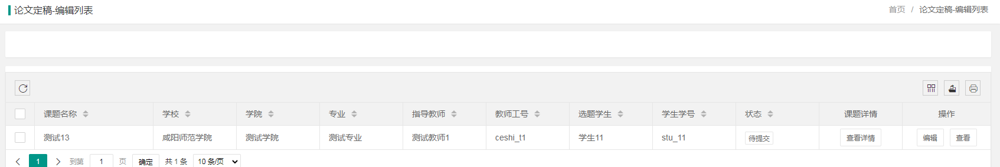 论文定稿-编辑列表
首页 / 论文定稿-编辑列表
课题名称 学校 学院 专业 指导教师 教师工号 选题学生 学生学号 状态 课题详情 操作
测试13 咸阳师范学院 测试学院 测试专业 测试教师1 ceshi_t1 学生11 stu_11 待提交 查看详情 编辑 查看
1 到第 1 页 确定 共 1 条 10 条/页